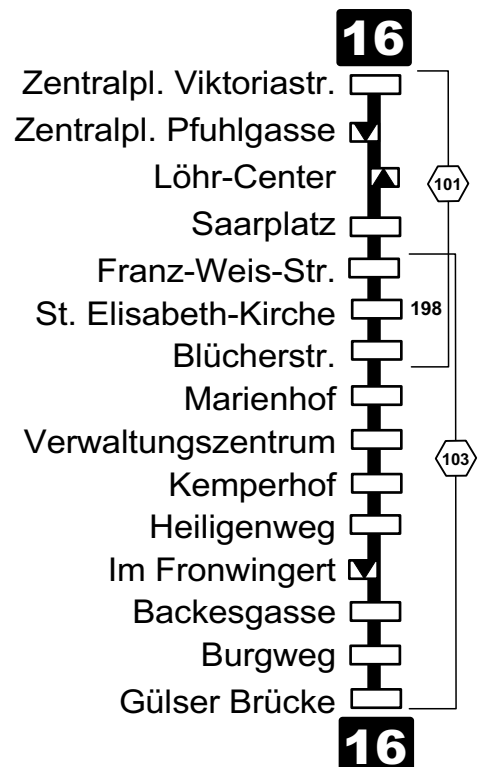 16
Zentralpl. Viktoriastr.
Zentralpl. Pfuhlgasse
Löhr-Center
101
Saarplatz
Franz-Weis-Str.
St. Elisabeth-Kirche
198
Blücherstr.
Marienhof
Verwaltungszentrum
103
Kemperhof
Heiligenweg
Im Fronwingert
Backesgasse
Burgweg
Gülser Brücke
16